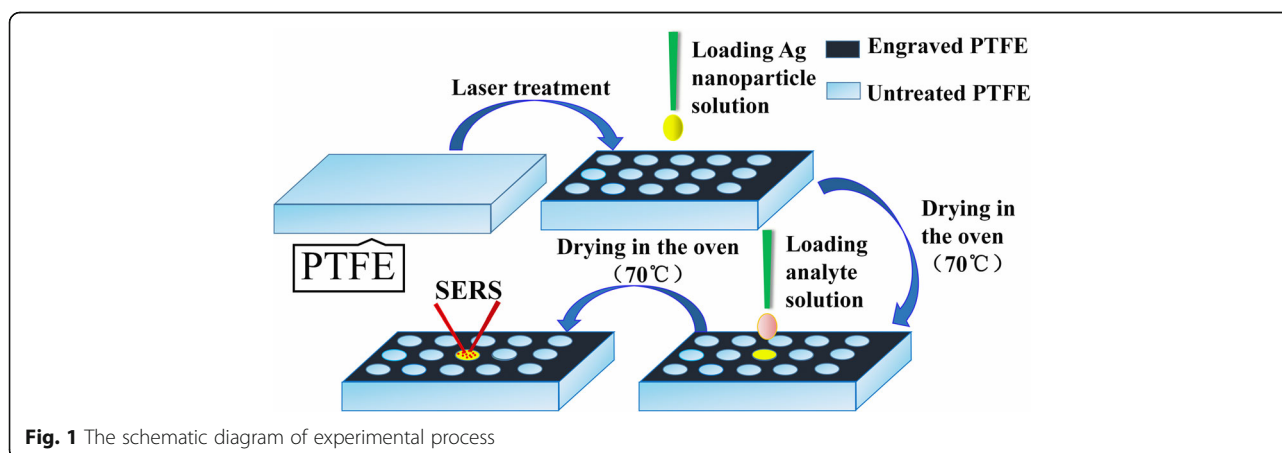 Laser treatment
Loading Ag
nanoparticle
solution
Engraved PTFE
Untreated PTFE
PTFE
Drying in
the oven
（70℃）
Loading
analyte
solution
Drying in the oven
（70℃）
SERS
Fig. 1 The schematic diagram of experimental process